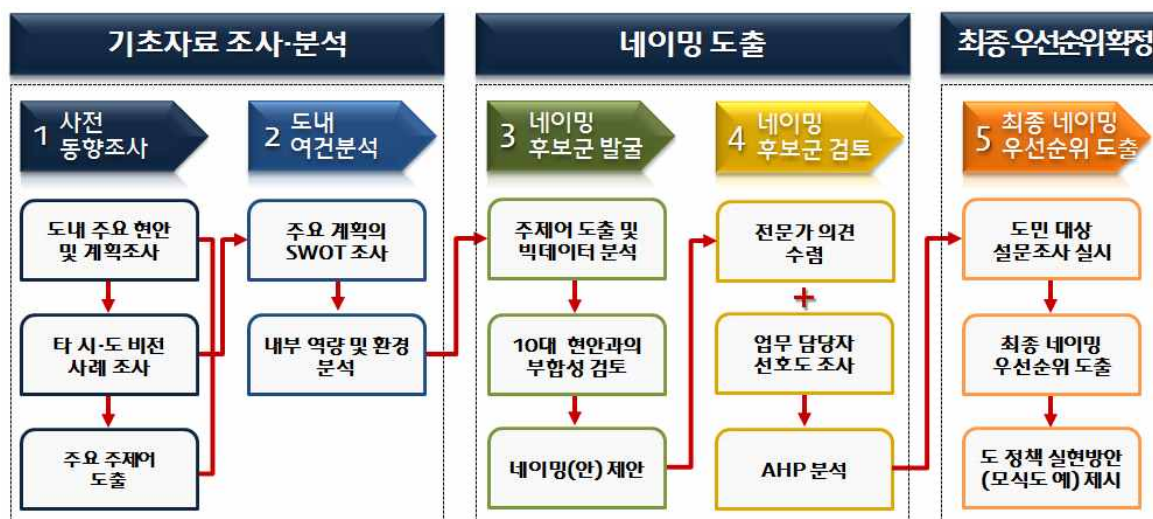 기초자료 조사·분석
네이밍 도출
최종 우선순위확정
1 사전
동향조사
2 도내
여건분석
3 네이밍
후보군 발굴
4 네이밍
후보군 검토
5 최종 네이밍
우선순위 도출
도내 주요 현안
및 계획조사
타 시·도 비전
사례 조사
주요 주제어
도출
주요 계획의
SWOT 조사
내부 역량 및 환경
분석
주제어 도출 및
빅데이터 분석
10대 현안과의
부합성 검토
네이밍(안) 제안
전문가 의견
수렴
+
업무 담당자
선호도 조사
AHP 분석
도민 대상
설문조사 실시
최종 네이밍
우선순위 도출
도 정책 실현방안
(모식도 예) 제시